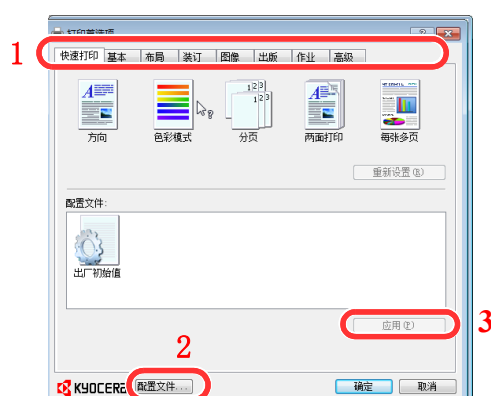 打印首选项
1
快速打印 基本 布局 装订 图像 出版 作业 高级
方向 色彩模式 分页 两面打印 每张多页
重新设置(R)
配置文件:
出厂初始值
应用(P)
3
2
KYOCERA 配置文件... 确定 取消